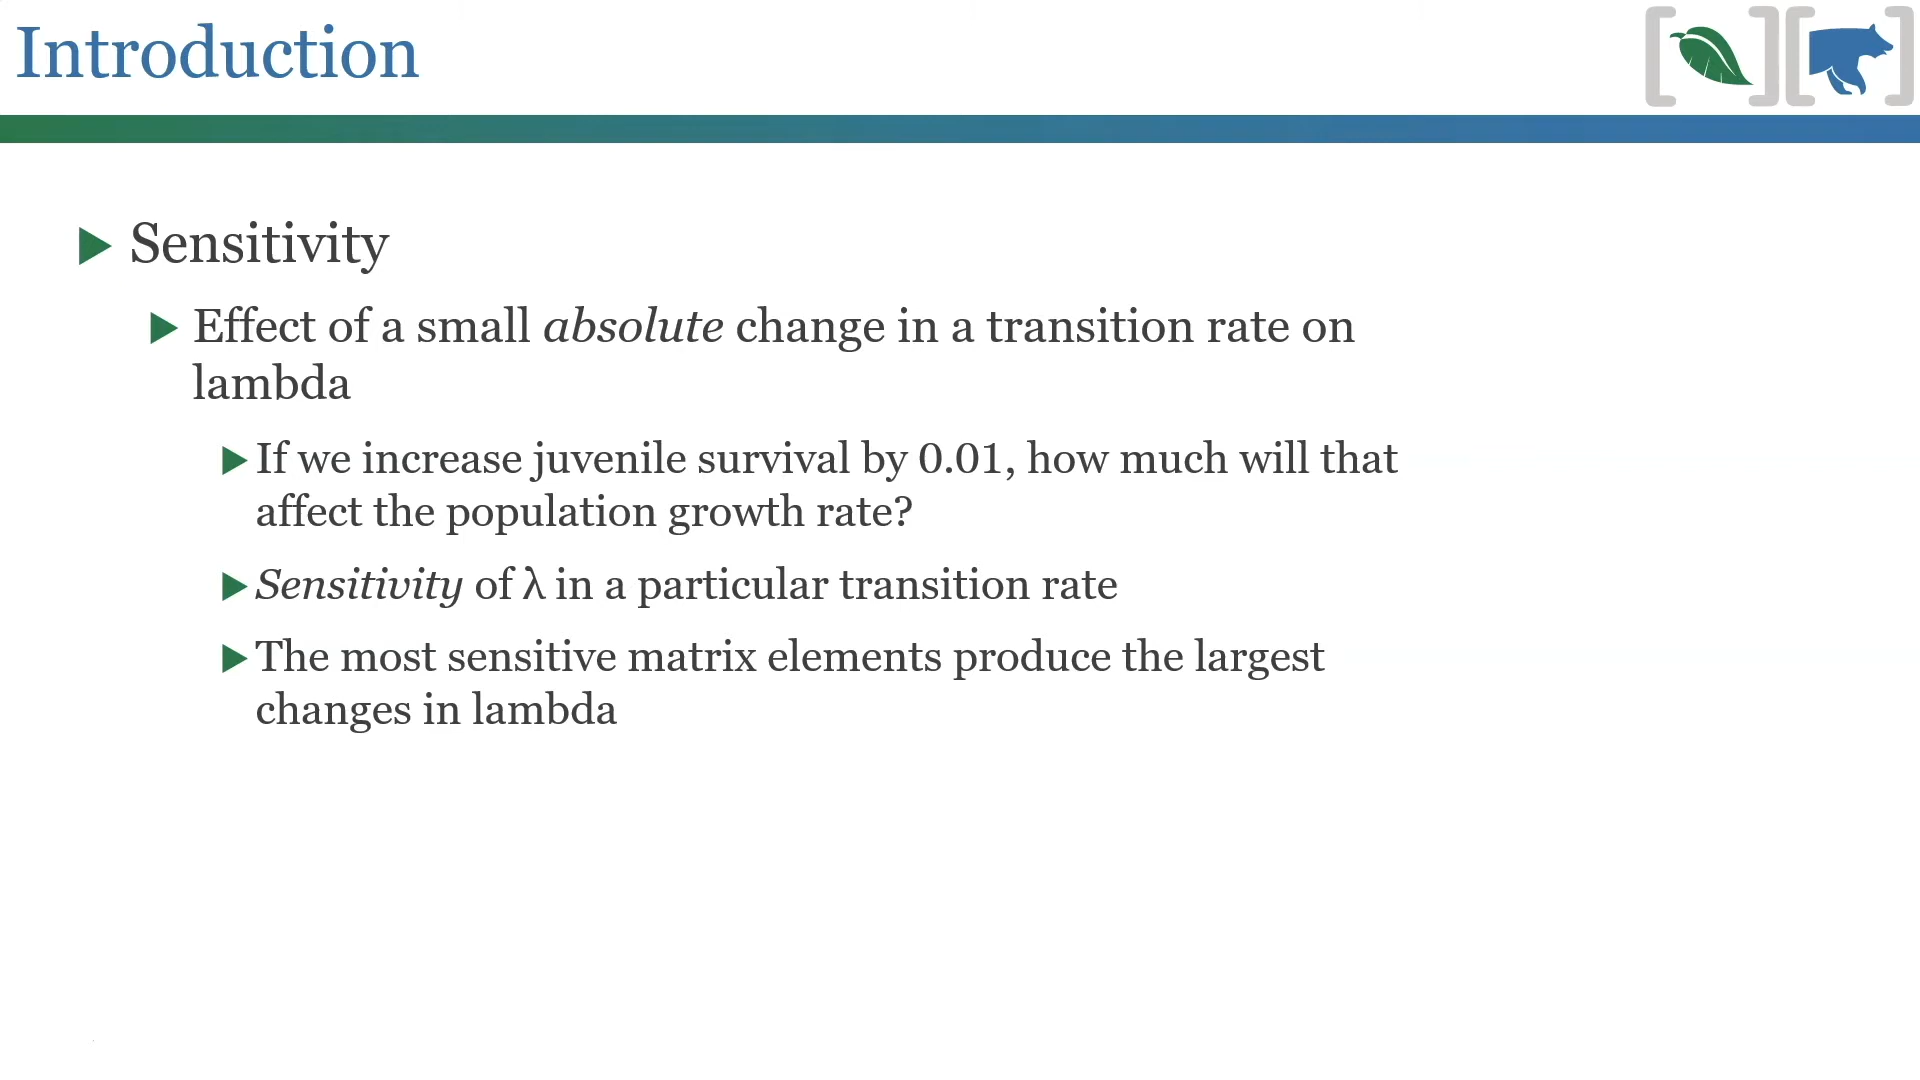 Introduction
Sensitivity
Effect of a small absolute change in a transition rate on
lambda
If we increase juvenile survival by 0.01, how much will that
affect the population growth rate?
Sensitivity of λ in a particular transition rate
The most sensitive matrix elements produce the largest
changes in lambda